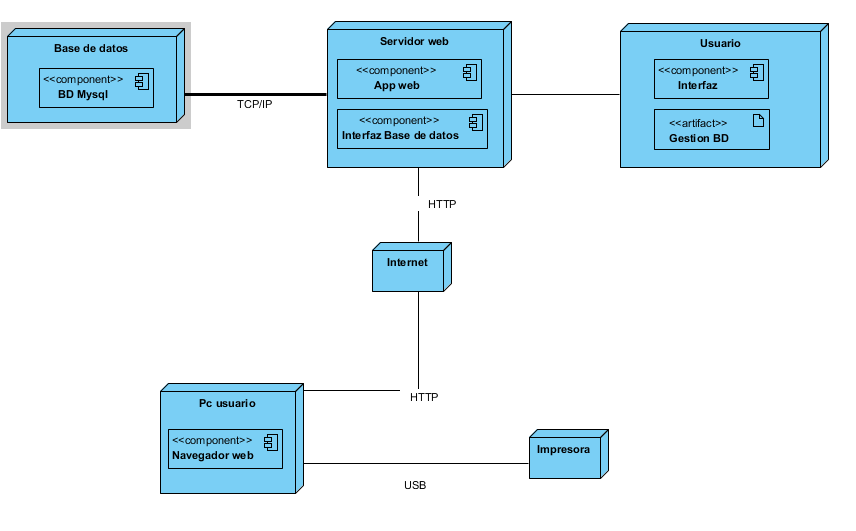 Base de datos
<<component>>
BD Mysql
TCP/IP
Servidor web
<<component>>
App web
<<component>>
Interfaz Base de datos
Usuario
<<component>>
Interfaz
<<artifact>>
Gestion BD
HTTP
Internet
HTTP
Pc usuario
<<component>>
Navegador web
USB
Impresora